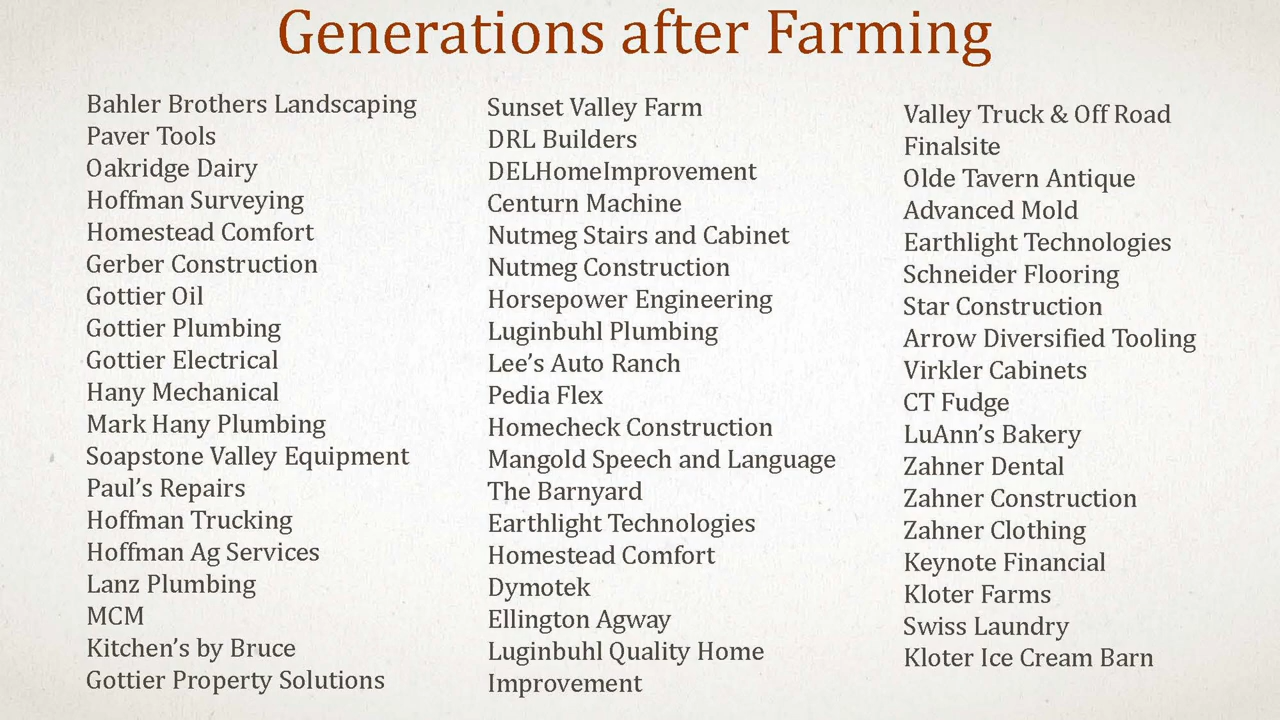 Generations after Farming
Bahler Brothers Landscaping
Paver Tools
Oakridge Dairy
Hoffman Surveying
Homestead Comfort
Gerber Construction
Gottier Oil
Gottier Plumbing
Gottier Electrical
Hany Mechanical
Mark Hany Plumbing
Soapstone Valley Equipment
Paul's Repairs
Hoffman Trucking
Hoffman Ag Services
Lanz Plumbing
MCM
Kitchen's by Bruce
Gottier Property Solutions
Sunset Valley Farm
DRL Builders
DELHomeImprovement
Centurn Machine
Nutmeg Stairs and Cabinet
Nutmeg Construction
Horsepower Engineering
Luginbuhl Plumbing
Lee's Auto Ranch
Pedia Flex
Homecheck Construction
Mangold Speech and Language
The Barnyard
Earthlight Technologies
Homestead Comfort
Dymotek
Ellington Agway
Luginbuhl Quality Home
Improvement
Valley Truck & Off Road
Finalsite
Olde Tavern Antique
Advanced Mold
Earthlight Technologies
Schneider Flooring
Star Construction
Arrow Diversified Tooling
Virkler Cabinets
CT Fudge
LuAnn's Bakery
Zahner Dental
Zahner Construction
Zahner Clothing
Keynote Financial
Kloter Farms
Swiss Laundry
Kloter Ice Cream Barn